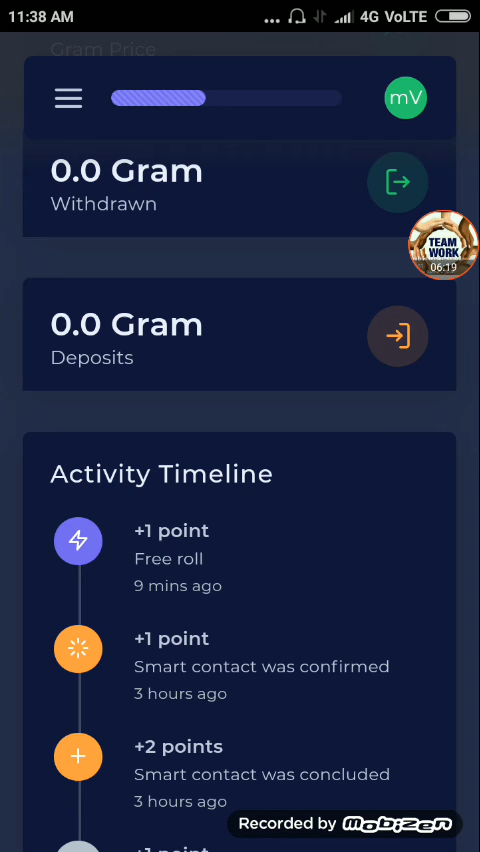 11:38 AM
4G VoLTE
Gram Price
mV
0.0 Gram
Withdrawn
TEAM
WORK
06:19
0.0 Gram
Deposits
Activity Timeline
+1 point
Free roll
9 mins ago
+1 point
Smart contact was confirmed
3 hours ago
+2 points
Smart contact was concluded
3 hours ago
Recorded by mobizen
+1 point